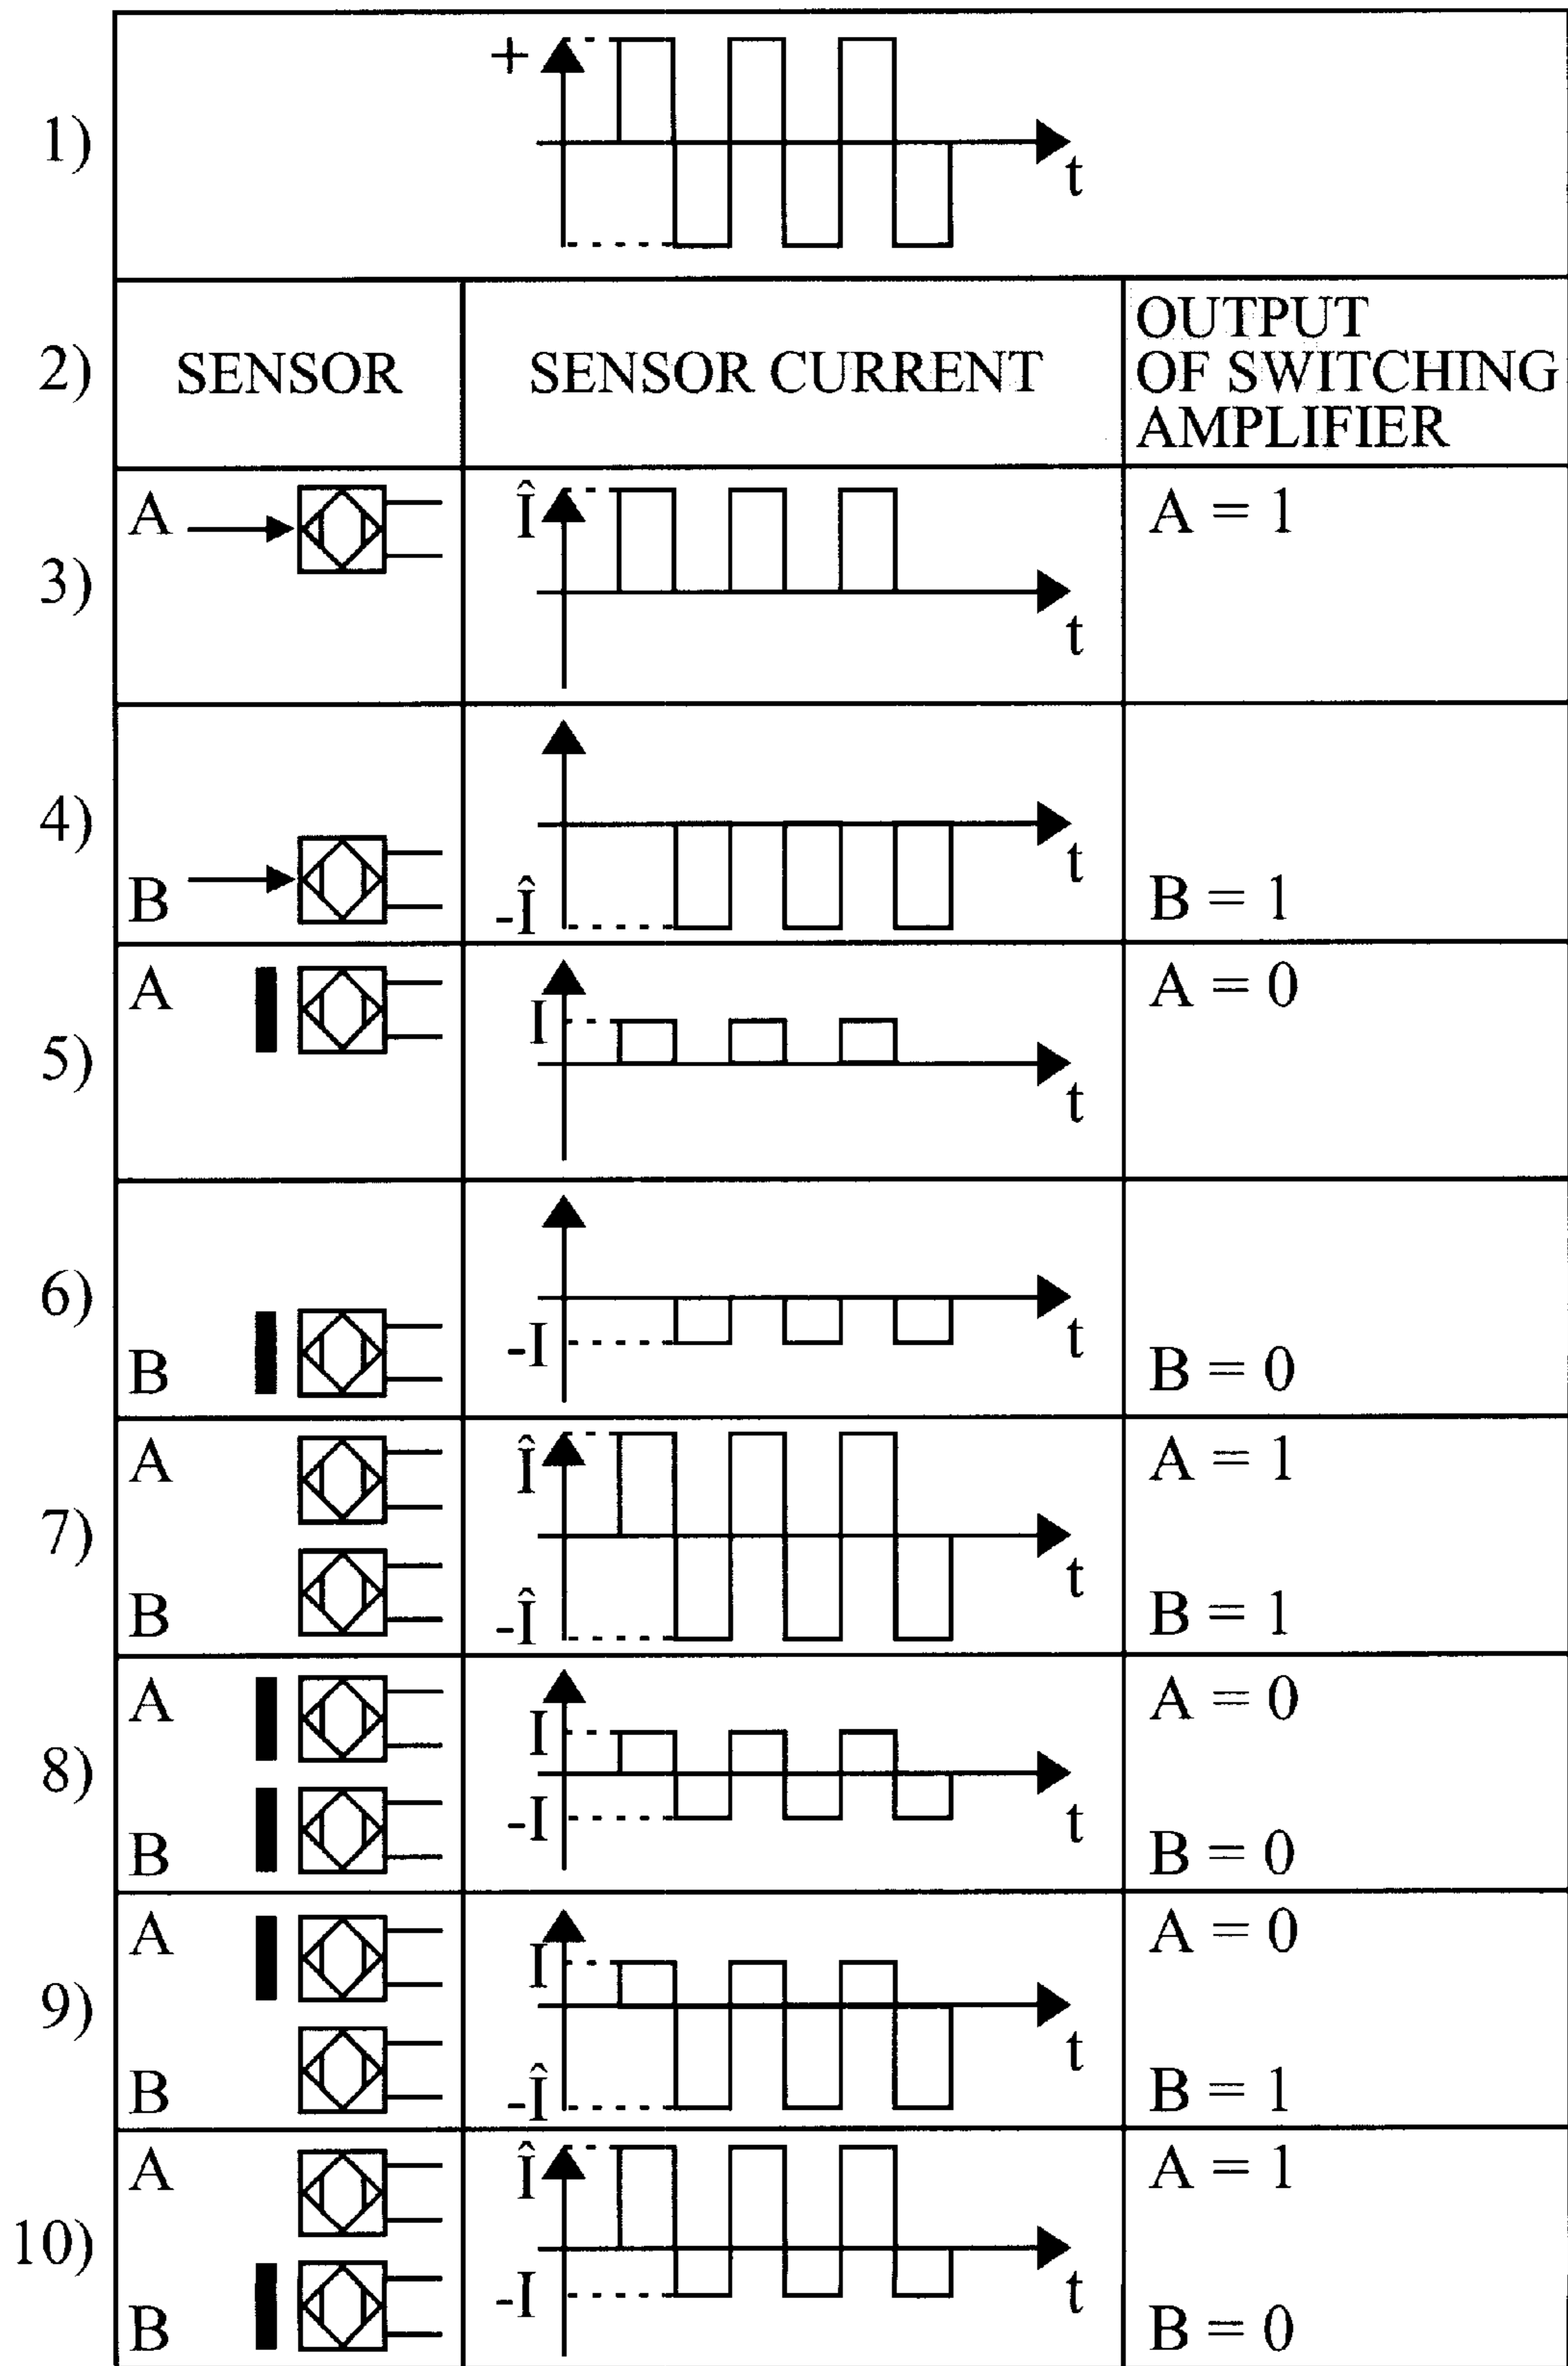 1)
+
t
2)
SENSOR
SENSOR CURRENT
OUTPUT
OF SWITCHING
AMPLIFIER
3)
A
Î
t
A = 1
4)
B
-Î
t
B = 1
5)
A
I
t
A = 0
6)
B
-I
t
B = 0
7)
A
B
Î
-Î
t
A = 1
B = 1
8)
A
B
I
-I
t
A = 0
B = 0
9)
A
B
I
-Î
t
A = 0
B = 1
10)
A
B
Î
-I
t
A = 1
B = 0